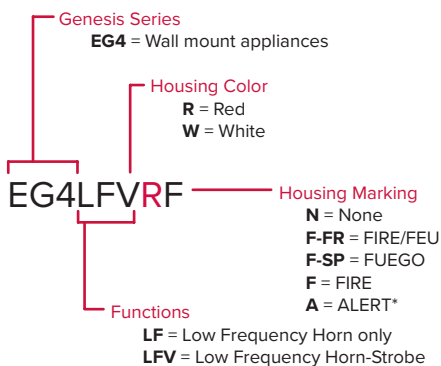 Genesis Series
EG4 = Wall mount appliances
Housing Color
R = Red
W = White
EG4LFVRF
Housing Marking
N = None
F-FR = FIRE/FEU
F-SP = FUEGO
F = FIRE
A = ALERT*
Functions
LF = Low Frequency Horn only
LFV = Low Frequency Horn-Strobe